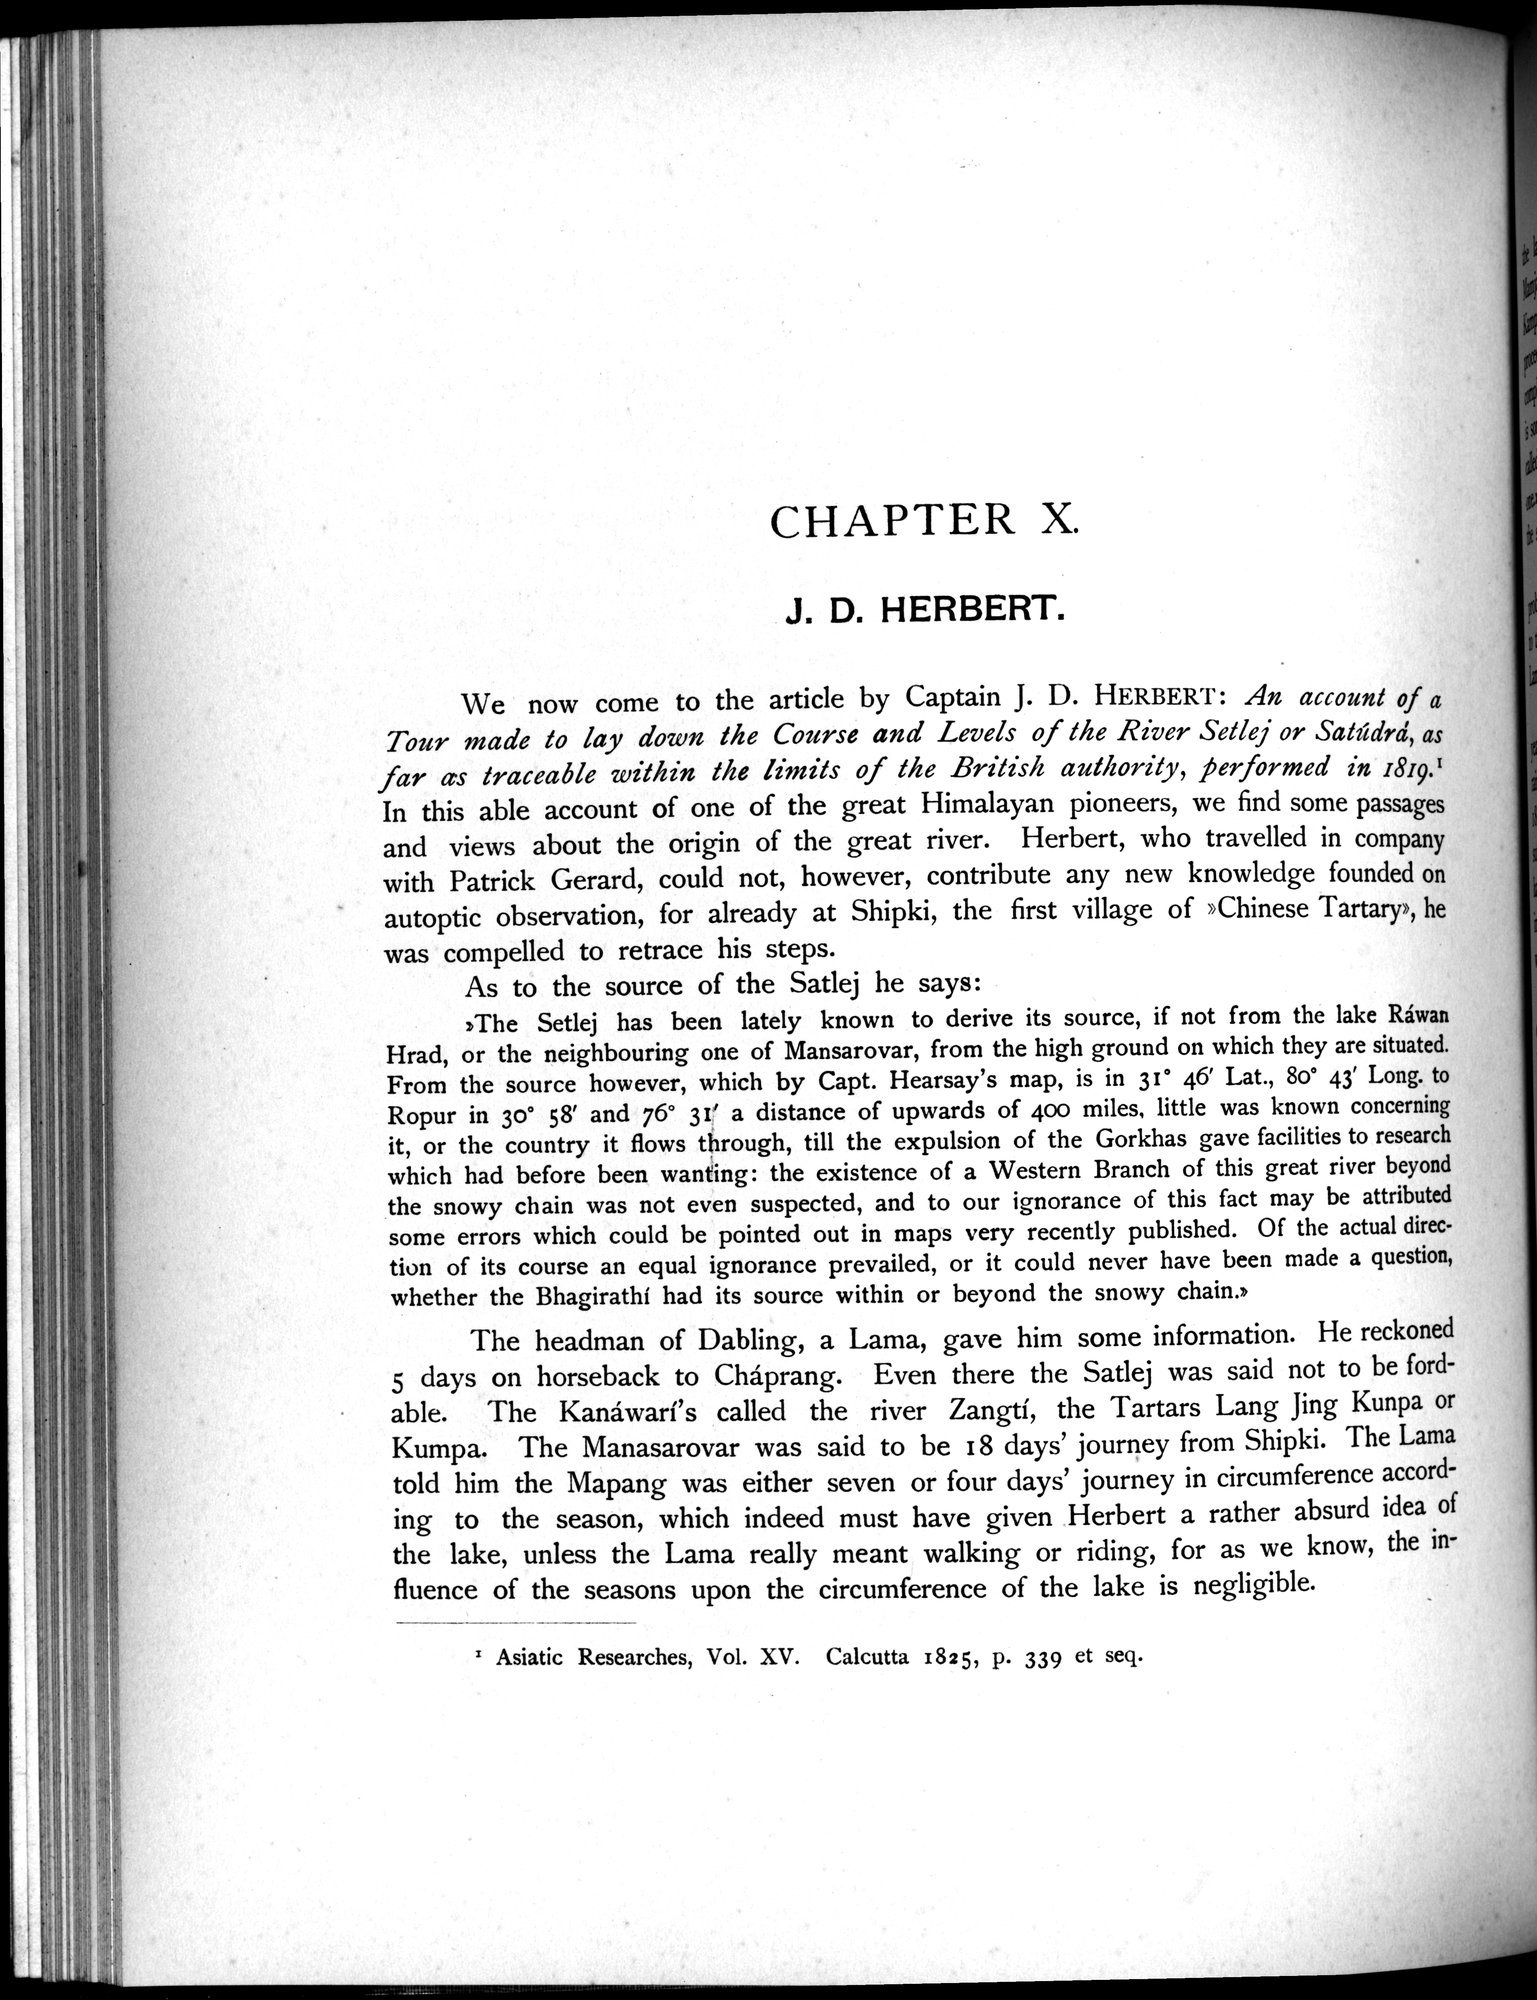 CHAPTER X.
J. D. HERBERT.
We now come to the article by Captain J. D. HERBERT: An account of a
Tour made to lay down the Course and Levels of the River Setlej or Satúdrá, as
far as traceable within the limits of the British authority, performed in 1819.¹
In this able account of one of the great Himalayan pioneers, we find some passages
and views about the origin of the great river. Herbert, who travelled in company
with Patrick Gerard, could not, however, contribute any new knowledge founded on
autoptic observation, for already at Shipki, the first village of »Chinese Tartary», he
was compelled to retrace his steps.
As to the source of the Satlej he says:
»The Setlej has been lately known to derive its source, if not from the lake Ráwan
Hrad, or the neighbouring one of Mansarovar, from the high ground on which they are situated.
From the source however, which by Capt. Hearsay's map, is in 31° 46′ Lat., 80° 43′ Long. to
Ropur in 30° 58′ and 76° 31′ a distance of upwards of 400 miles, little was known concerning
it, or the country it flows through, till the expulsion of the Gorkhas gave facilities to research
which had before been wanting: the existence of a Western Branch of this great river beyond
the snowy chain was not even suspected, and to our ignorance of this fact may be attributed
some errors which could be pointed out in maps very recently published. Of the actual direc-
tion of its course an equal ignorance prevailed, or it could never have been made a question,
whether the Bhagirathí had its source within or beyond the snowy chain.»
The headman of Dabling, a Lama, gave him some information. He reckoned
5 days on horseback to Cháprang. Even there the Satlej was said not to be ford-
able. The Kanáwarí's called the river Zangtí, the Tartars Lang Jing Kunpa or
Kumpa. The Manasarovar was said to be 18 days' journey from Shipki. The Lama
told him the Mapang was either seven or four days' journey in circumference accord-
ing to the season, which indeed must have given Herbert a rather absurd idea of
the lake, unless the Lama really meant walking or riding, for as we know, the in-
fluence of the seasons upon the circumference of the lake is negligible.
¹ Asiatic Researches, Vol. XV. Calcutta 1825, p. 339 et seq.